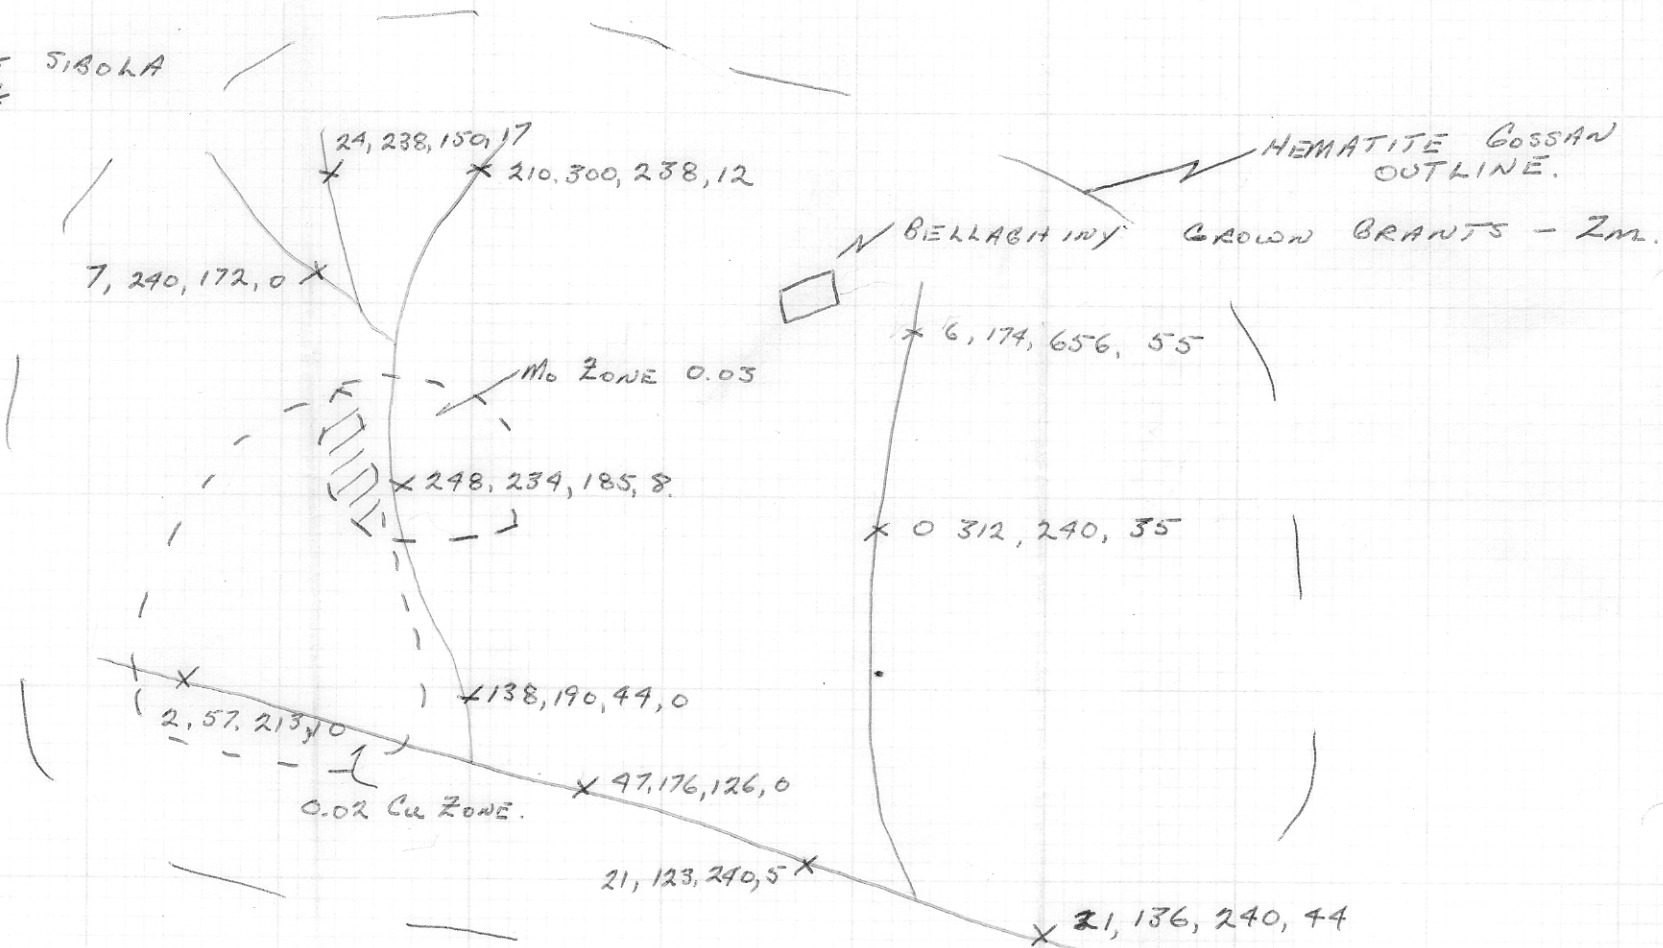 SIBOLA
24, 238, 150, 17
210, 300, 238, 12
HEMATITE GOSSAN
OUTLINE.
BELLAGHINY CROWN GRANTS - 2m.
7, 240, 172, 0
6, 174, 656, 55
Mo ZONE 0.03
248, 234, 185, 8.
0 312, 240, 35
138, 190, 44, 0
2, 57, 213, 10
47, 176, 126, 0
0.02 Cu ZONE.
21, 123, 240, 5
21, 136, 240, 44